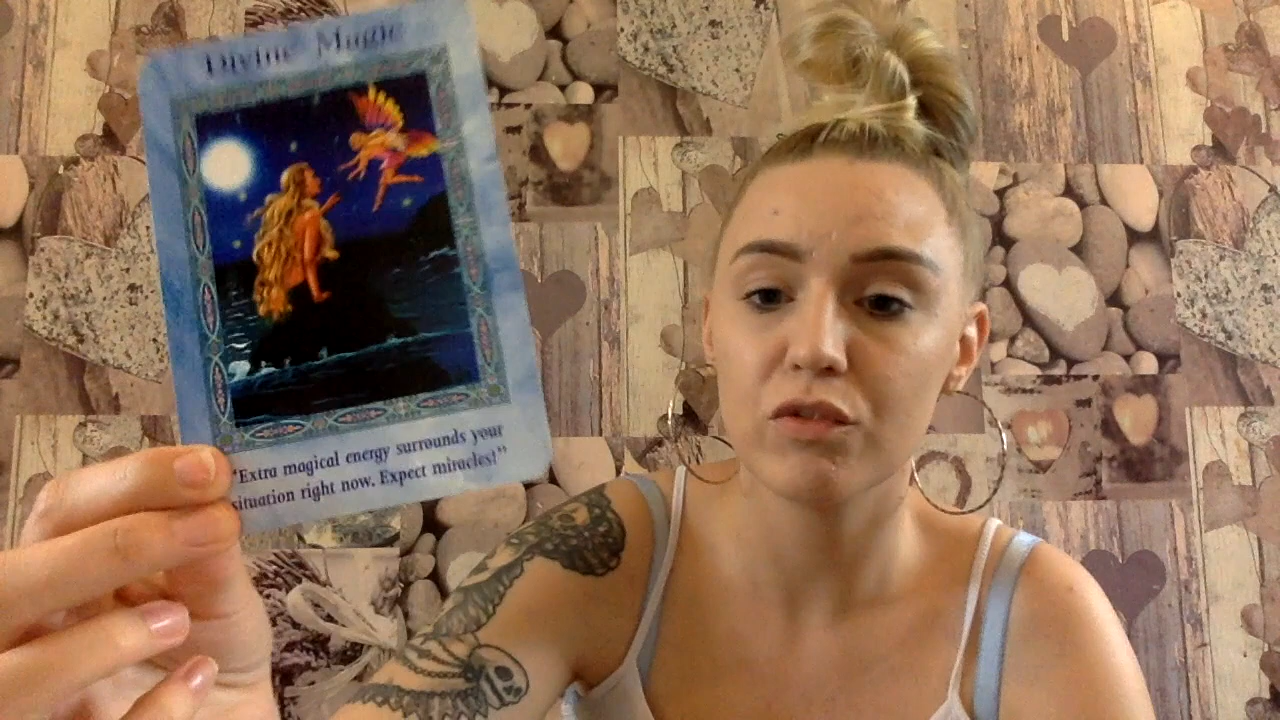 Divine Magic
"Extra magical energy surrounds your
situation right now. Expect miracles!"